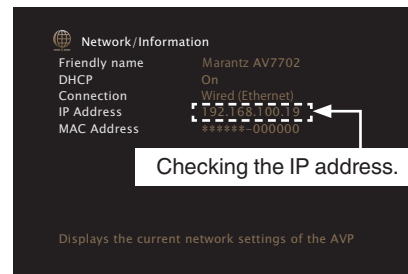 Network/Information
Friendly name Marantz AV7702
DHCP On
Connection Wired (Ethernet)
IP Address 192.168.100.19
MAC Address ******-000000
Checking the IP address.
Displays the current network settings of the AVP